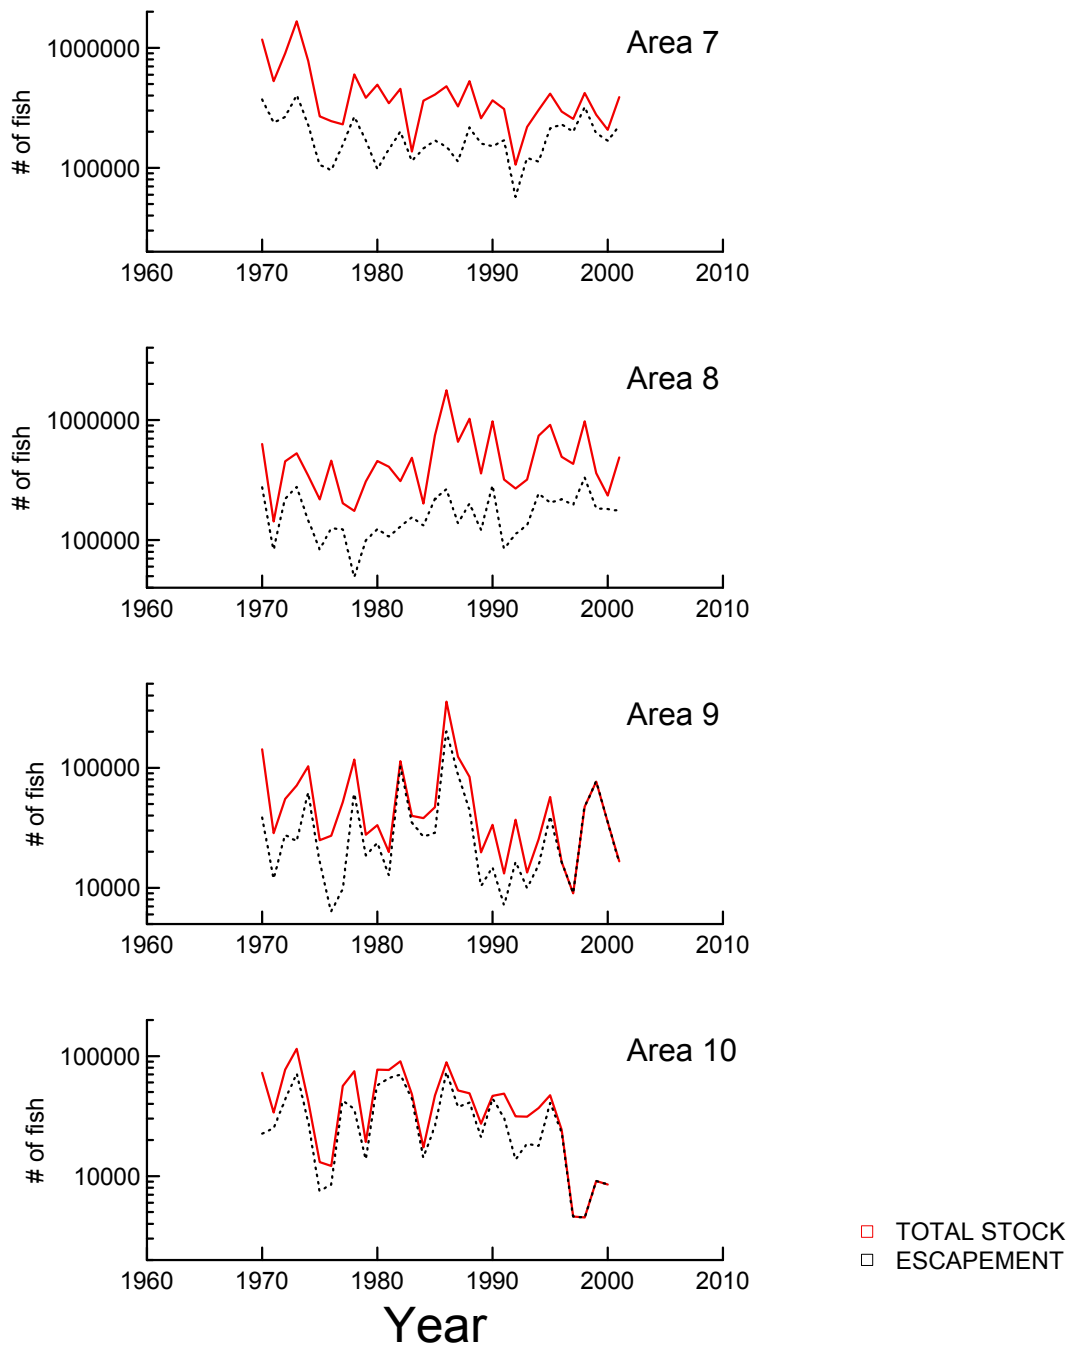 Area 7
1000000
100000
# of fish
1960 1970 1980 1990 2000 2010
Area 8
1000000
100000
# of fish
1960 1970 1980 1990 2000 2010
Area 9
100000
10000
# of fish
1960 1970 1980 1990 2000 2010
Area 10
100000
10000
# of fish
1960 1970 1980 1990 2000 2010
Year
TOTAL STOCK
ESCAPEMENT